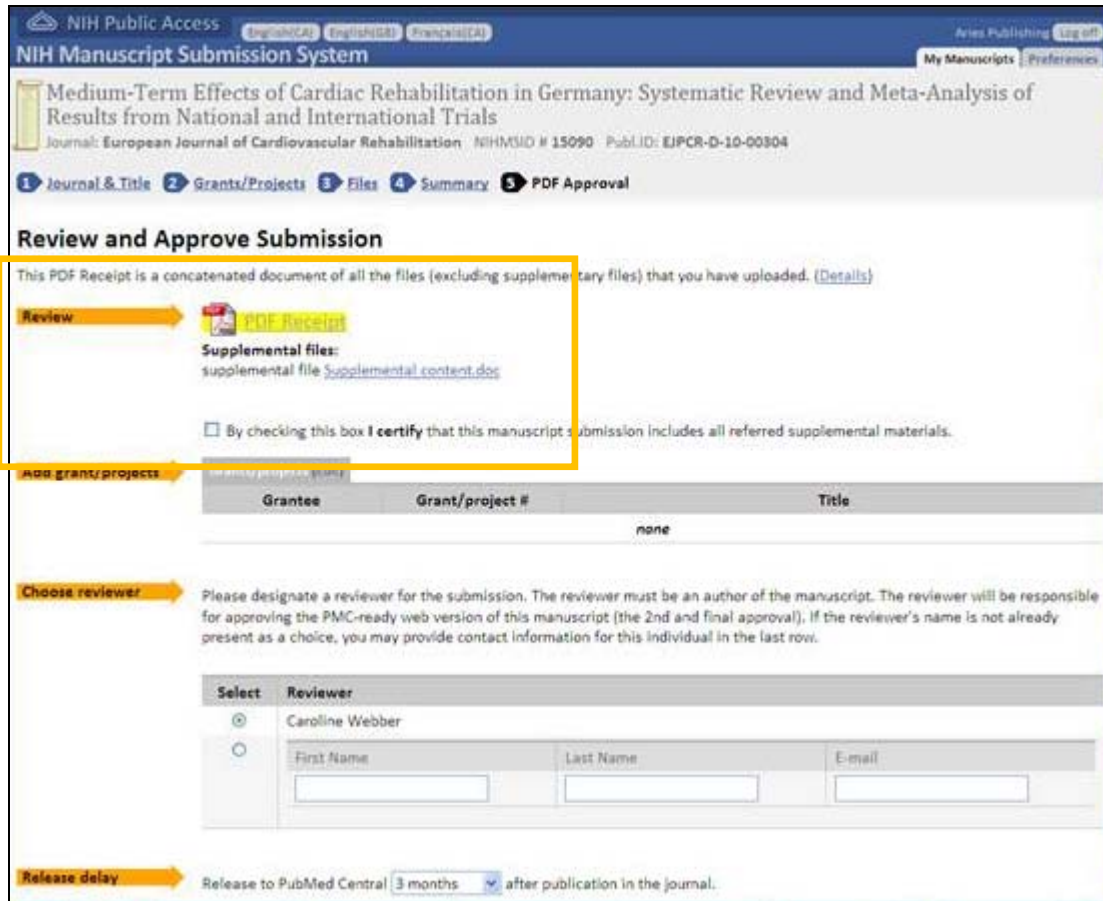 NIH Public Access English(CA) English(GB) Français(CA) Aries Publishing Log off
NIH Manuscript Submission System My Manuscripts Preferences
Medium-Term Effects of Cardiac Rehabilitation in Germany: Systematic Review and Meta-Analysis of
Results from National and International Trials
Journal: European Journal of Cardiovascular Rehabilitation NIHMSID # 15090 Publ.ID: EJPCR-D-10-00304
1 Journal & Title 2 Grants/Projects 3 Files 4 Summary 5 PDF Approval
Review and Approve Submission
This PDF Receipt is a concatenated document of all the files (excluding supplementary files) that you have uploaded. (Details)
Review PDF Receipt
Supplemental files:
supplemental file Supplemental content.doc
By checking this box I certify that this manuscript submission includes all referred supplemental materials.
Add grant/projects
Grantee Grant/project # Title
none
Choose reviewer Please designate a reviewer for the submission. The reviewer must be an author of the manuscript. The reviewer will be responsible
for approving the PMC-ready web version of this manuscript (the 2nd and final approval). If the reviewer's name is not already
present as a choice, you may provide contact information for this individual in the last row.
Select Reviewer
Caroline Webber
First Name Last Name E-mail
Release delay Release to PubMed Central 3 months after publication in the journal.